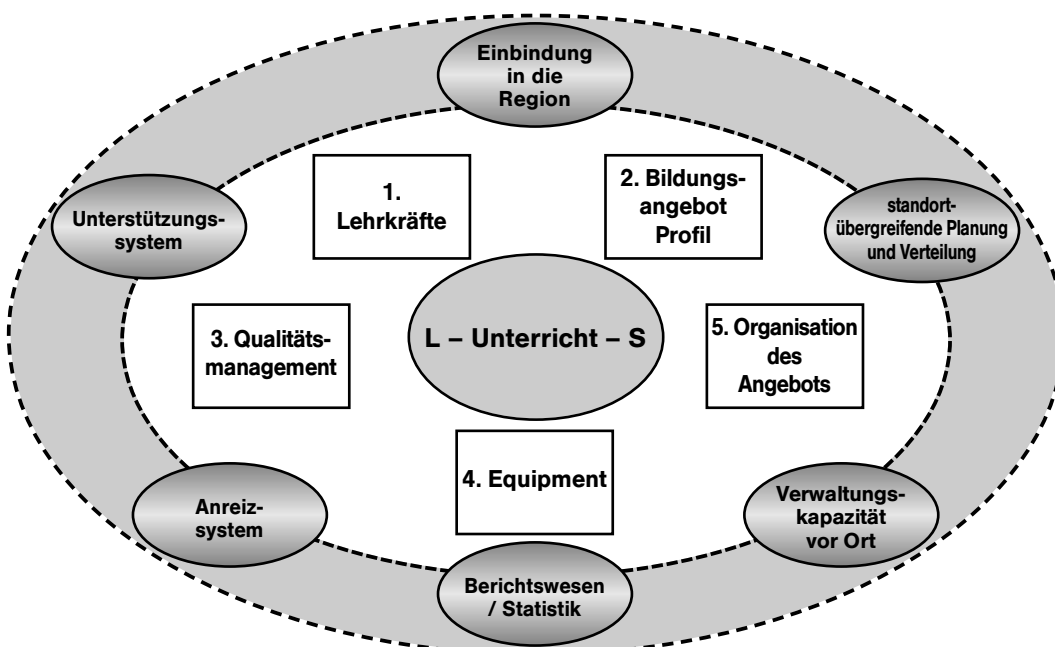 Einbindung
in die
Region
1.
Lehrkräfte
2. Bildungs-
angebot
Profil
Unterstützungs-
system
standort-
übergreifende Planung
und Verteilung
3. Qualitäts-
management
L – Unterricht – S
5. Organisation
des
Angebots
4. Equipment
Anreiz-
system
Verwaltungs-
kapazität
vor Ort
Berichtswesen
/ Statistik